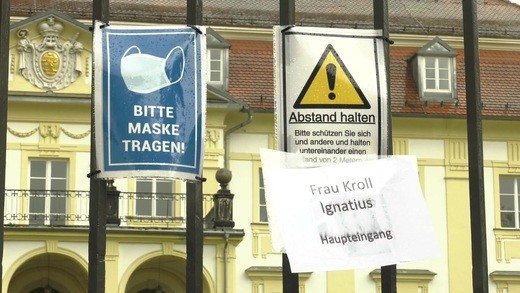 BITTE
MASKE
TRAGEN!
Abstand halten
Bitte schützen Sie sich
und andere und halten
untereinander einen
von 2 Metern
Frau Kroll
Ignatius
Haupteingang